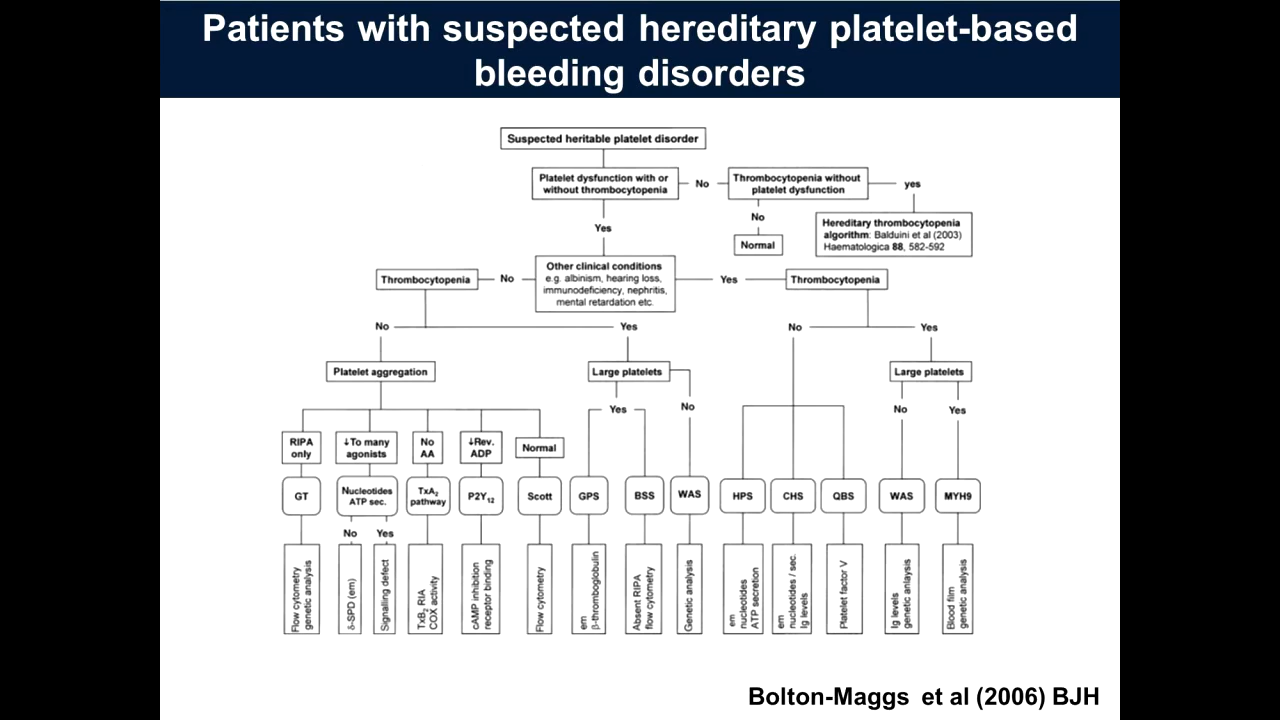 Patients with suspected hereditary platelet-based
bleeding disorders
Suspected heritable platelet disorder
Platelet dysfunction with or
without thrombocytopenia
No
Thrombocytopenia without
platelet dysfunction
yes
Yes
No
Normal
Hereditary thrombocytopenia
algorithm: Balduini et al (2003)
Haematologica 88, 582-592
Thrombocytopenia
No
Other clinical conditions
e.g. albinism, hearing loss,
immunodeficiency, nephritis,
mental retardation etc.
Yes
Thrombocytopenia
No
Yes
No
Yes
Platelet aggregation
Large platelets
Large platelets
Yes
No
No
Yes
RIPA
only
↓To many
agonists
No
AA
↓Rev.
ADP
Normal
GT
Nucleotides
ATP sec.
TxA2
pathway
P2Y12
Scott
GPS
BSS
WAS
HPS
CHS
QBS
WAS
MYH9
No
Yes
Flow cytometry
genetic analysis
δ-SPD (em)
Signalling defect
TxB2 RIA
COX activity
cAMP inhibition
receptor binding
Flow cytometry
em
β-thromboglobulin
Absent RIPA
flow cytometry
Genetic analysis
em
nucleotides
ATP secretion
em
nucleotides / sec.
Ig levels
Platelet factor V
Ig levels
genetic anlaysis
Blood film
genetic analysis
Bolton-Maggs et al (2006) BJH